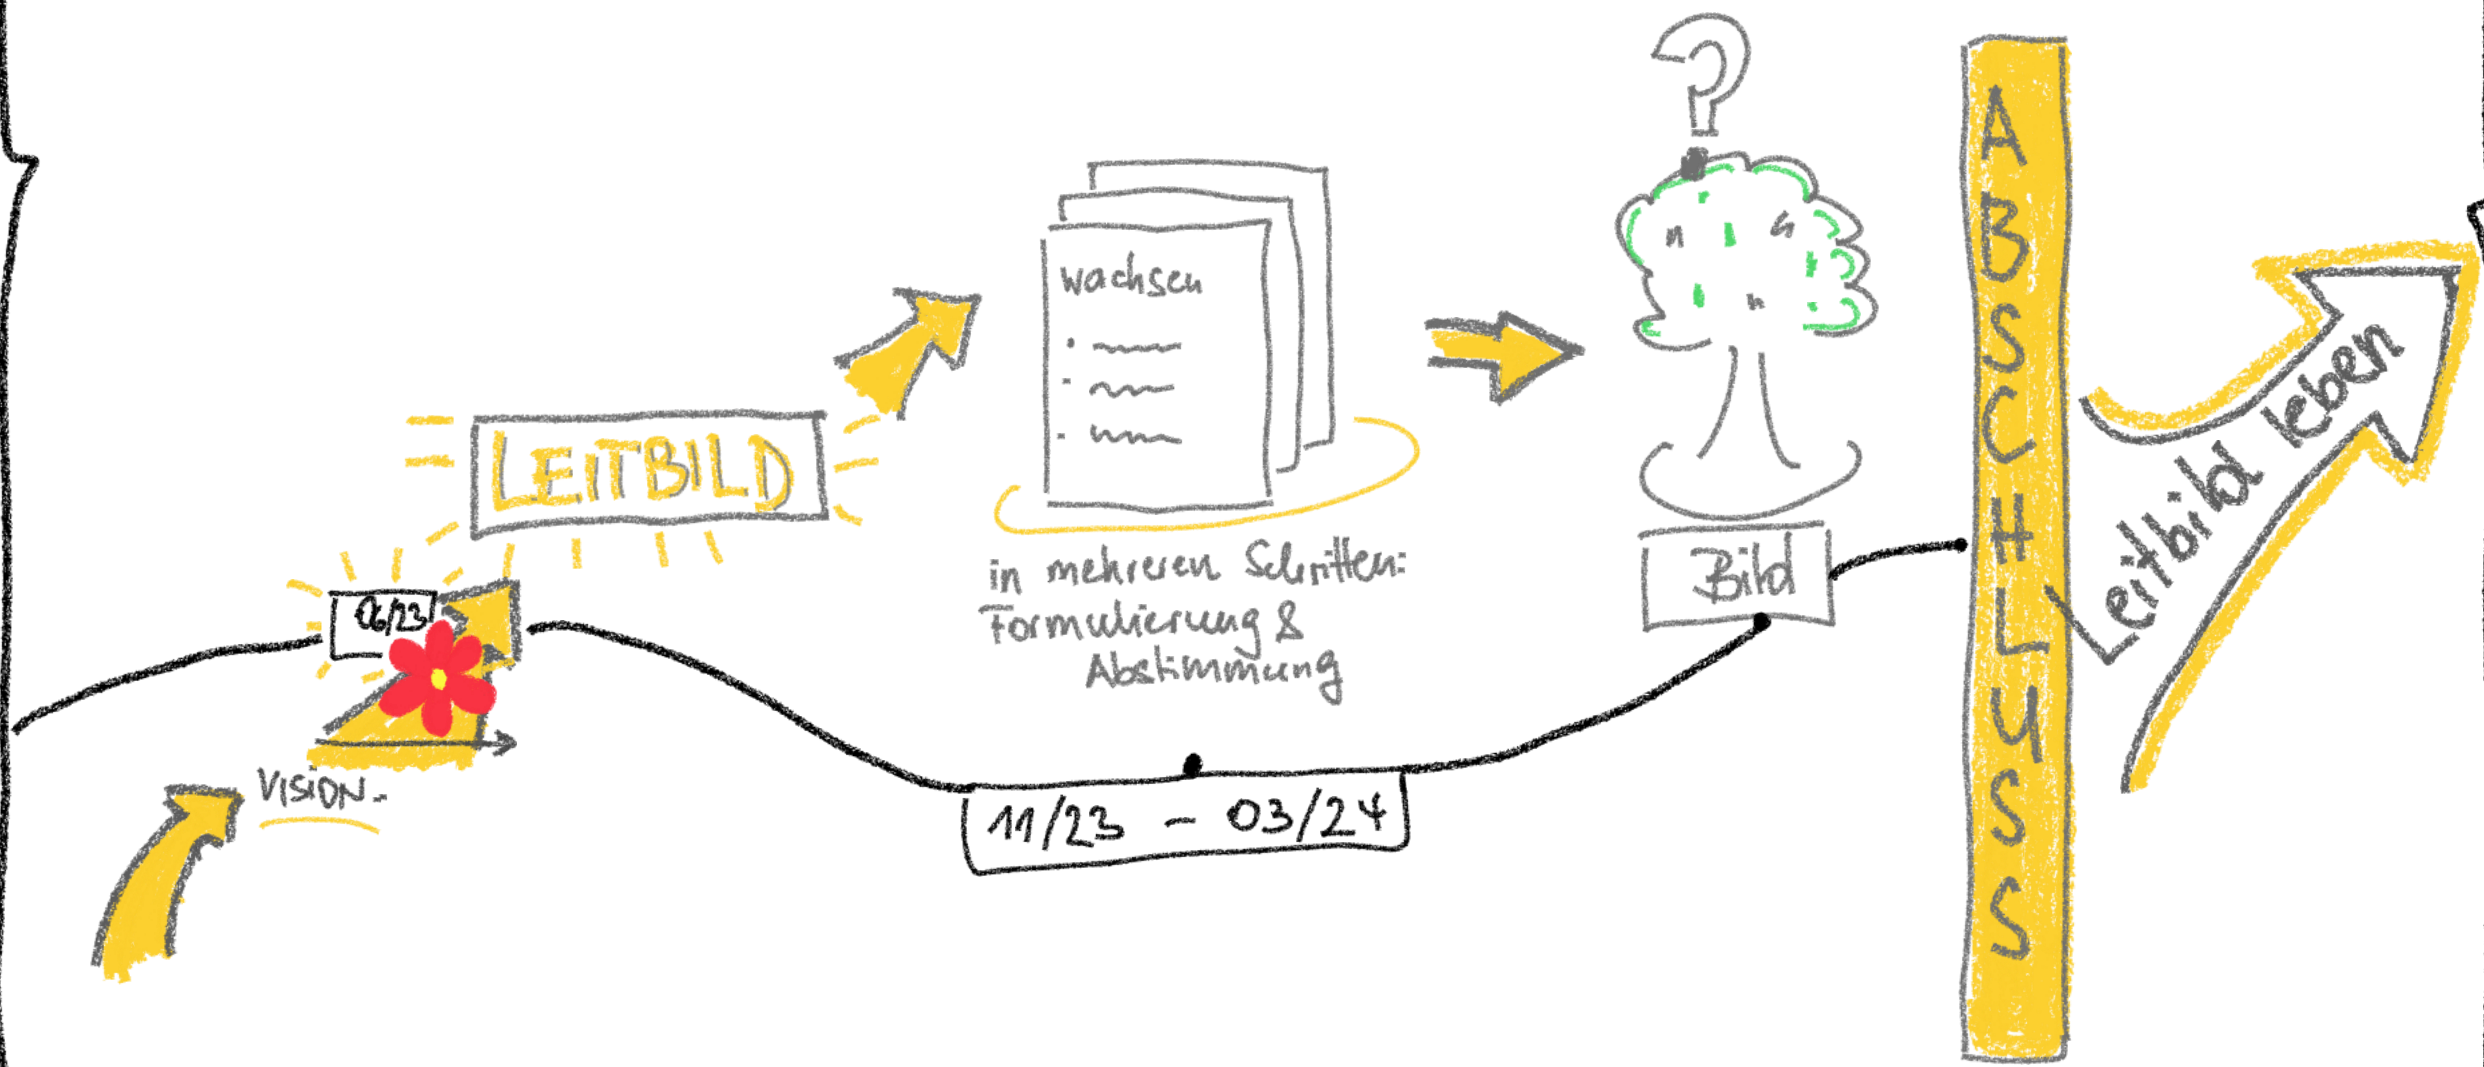 VISION-
06/23
LEITBILD
wachsen
in mehreren Schritten:
Formulierung &
Abstimmung
11/23 - 03/24
?
Bild
ABSCHLUSS
Leitbild leben